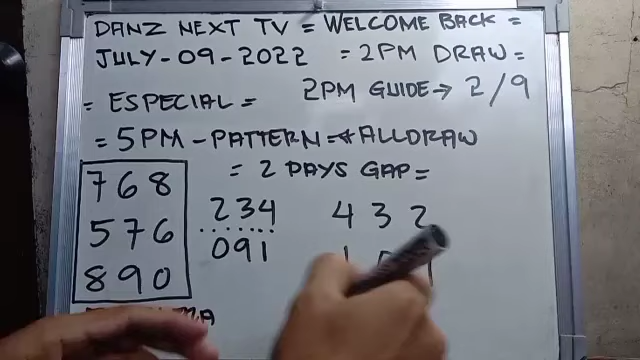 DANZ NEXT TV = WELCOME BACK =
JULY-09-2022 = 2PM DRAW =
= ESPECIAL = 2PM GUIDE → 2/9
= 5PM - PATTERN = ALLDRAW
= 2 DAYS GAP =
768
576
890
234
091
432